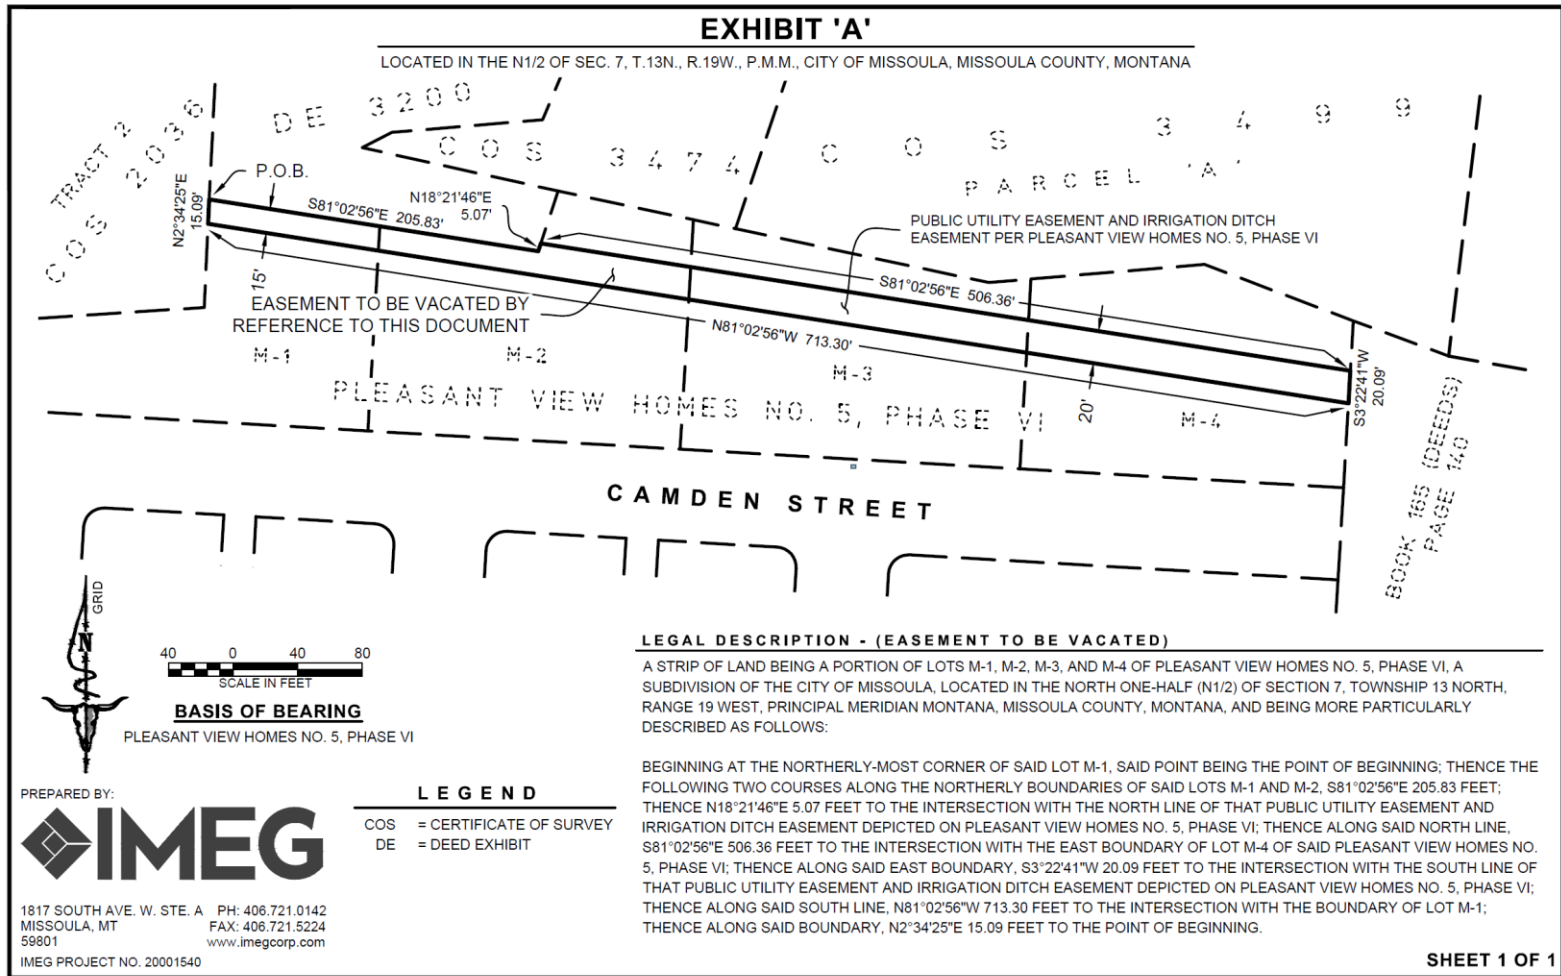 EXHIBIT 'A'
LOCATED IN THE N1/2 OF SEC. 7, T.13N., R.19W., P.M.M., CITY OF MISSOULA, MISSOULA COUNTY, MONTANA
TRACT 2
COS 2036
DE 3200
COS 3474
COS 3499
PARCEL 'A'
P.O.B.
N2°34'25"E
15.09'
S81°02'56"E 205.83'
N18°21'46"E
5.07'
PUBLIC UTILITY EASEMENT AND IRRIGATION DITCH
EASEMENT PER PLEASANT VIEW HOMES NO. 5, PHASE VI
S81°02'56"E 506.36'
15'
EASEMENT TO BE VACATED BY
REFERENCE TO THIS DOCUMENT
N81°02'56"W 713.30'
S3°22'41"W
20.09'
20'
M-1
M-2
M-3
M-4
PLEASANT VIEW HOMES NO. 5, PHASE VI
BOOK 165 (DEEDS)
PAGE 140
CAMDEN STREET
GRID
N
40 0 40 80
SCALE IN FEET
BASIS OF BEARING
PLEASANT VIEW HOMES NO. 5, PHASE VI
PREPARED BY:
IMEG
1817 SOUTH AVE. W. STE. A PH: 406.721.0142
MISSOULA, MT FAX: 406.721.5224
59801 www.imegcorp.com
IMEG PROJECT NO. 20001540
LEGEND
COS = CERTIFICATE OF SURVEY
DE = DEED EXHIBIT
LEGAL DESCRIPTION - (EASEMENT TO BE VACATED)
A STRIP OF LAND BEING A PORTION OF LOTS M-1, M-2, M-3, AND M-4 OF PLEASANT VIEW HOMES NO. 5, PHASE VI, A
SUBDIVISION OF THE CITY OF MISSOULA, LOCATED IN THE NORTH ONE-HALF (N1/2) OF SECTION 7, TOWNSHIP 13 NORTH,
RANGE 19 WEST, PRINCIPAL MERIDIAN MONTANA, MISSOULA COUNTY, MONTANA, AND BEING MORE PARTICULARLY
DESCRIBED AS FOLLOWS:
BEGINNING AT THE NORTHERLY-MOST CORNER OF SAID LOT M-1, SAID POINT BEING THE POINT OF BEGINNING; THENCE THE
FOLLOWING TWO COURSES ALONG THE NORTHERLY BOUNDARIES OF SAID LOTS M-1 AND M-2, S81°02'56"E 205.83 FEET;
THENCE N18°21'46"E 5.07 FEET TO THE INTERSECTION WITH THE NORTH LINE OF THAT PUBLIC UTILITY EASEMENT AND
IRRIGATION DITCH EASEMENT DEPICTED ON PLEASANT VIEW HOMES NO. 5, PHASE VI; THENCE ALONG SAID NORTH LINE,
S81°02'56"E 506.36 FEET TO THE INTERSECTION WITH THE EAST BOUNDARY OF LOT M-4 OF SAID PLEASANT VIEW HOMES NO.
5, PHASE VI; THENCE ALONG SAID EAST BOUNDARY, S3°22'41"W 20.09 FEET TO THE INTERSECTION WITH THE SOUTH LINE OF
THAT PUBLIC UTILITY EASEMENT AND IRRIGATION DITCH EASEMENT DEPICTED ON PLEASANT VIEW HOMES NO. 5, PHASE VI;
THENCE ALONG SAID SOUTH LINE, N81°02'56"W 713.30 FEET TO THE INTERSECTION WITH THE BOUNDARY OF LOT M-1;
THENCE ALONG SAID BOUNDARY, N2°34'25"E 15.09 FEET TO THE POINT OF BEGINNING.
SHEET 1 OF 1